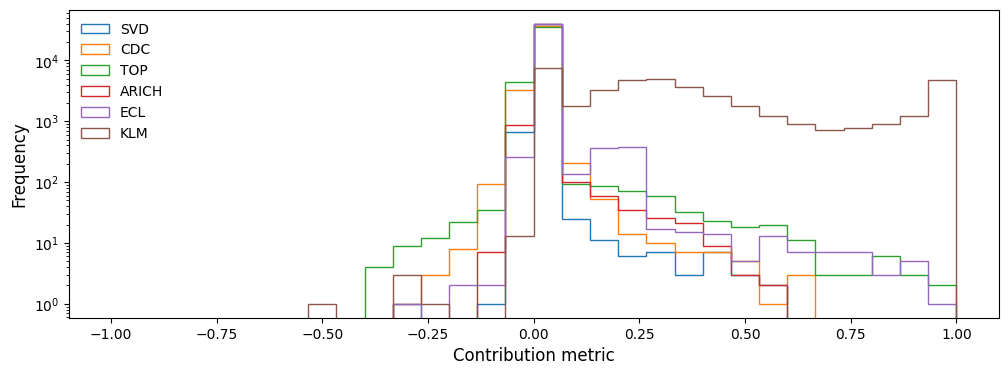 SVD
CDC
TOP
ARICH
ECL
KLM
Frequency
10⁴
10³
10²
10¹
10⁰
−1.00 −0.75 −0.50 −0.25 0.00 0.25 0.50 0.75 1.00
Contribution metric